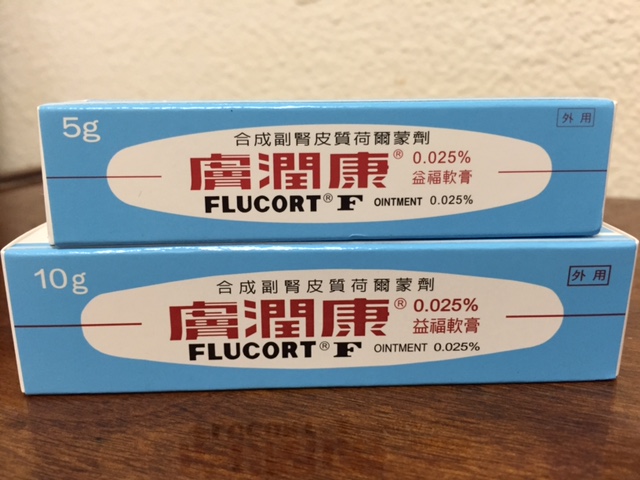 5g
外用
合成副腎皮質荷爾蒙劑
膚潤康® 0.025%
益福軟膏
FLUCORT® F OINTMENT 0.025%
10g
外用
合成副腎皮質荷爾蒙劑
膚潤康® 0.025%
益福軟膏
FLUCORT® F OINTMENT 0.025%